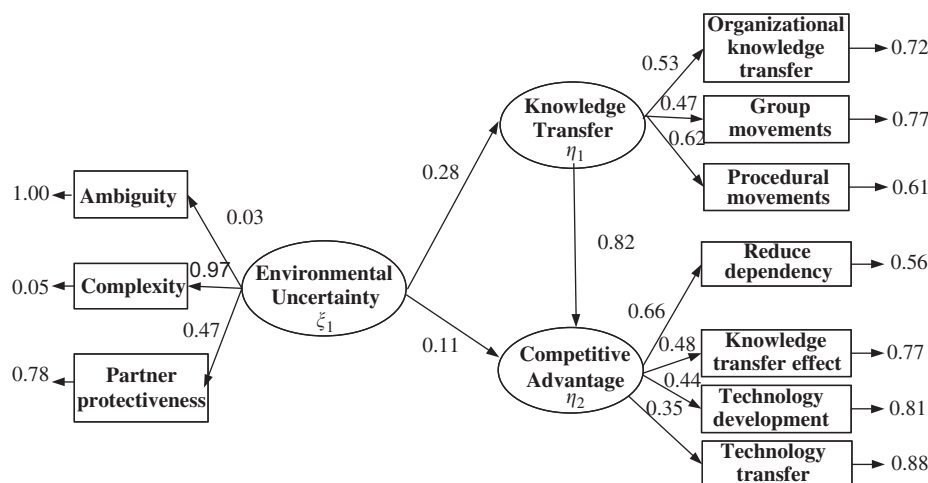 Organizational
knowledge
transfer
0.72
0.53
Knowledge
Transfer
η1
0.47
Group
movements
0.77
0.62
Procedural
movements
0.61
0.28
1.00
Ambiguity
0.03
0.82
Reduce
dependency
0.56
0.05
Complexity
0.97
Environmental
Uncertainty
ξ1
0.66
0.47
0.11
0.78
Partner
protectiveness
Competitive
Advantage
η2
0.48
Knowledge
transfer effect
0.77
0.44
Technology
development
0.81
0.35
Technology
transfer
0.88